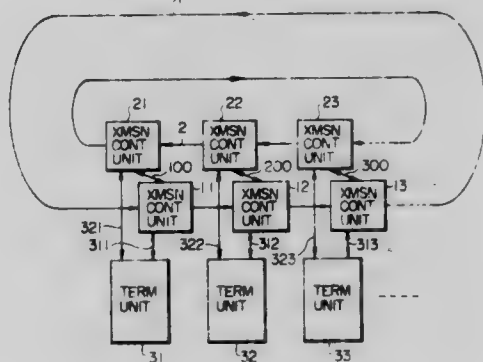 21
22
23
XMSN
CONT
UNIT
2
XMSN
CONT
UNIT
XMSN
CONT
UNIT
100
200
300
11
12
13
XMSN
CONT
UNIT
XMSN
CONT
UNIT
XMSN
CONT
UNIT
321
311
322
312
323
313
TERM
UNIT
TERM
UNIT
TERM
UNIT
31
32
33